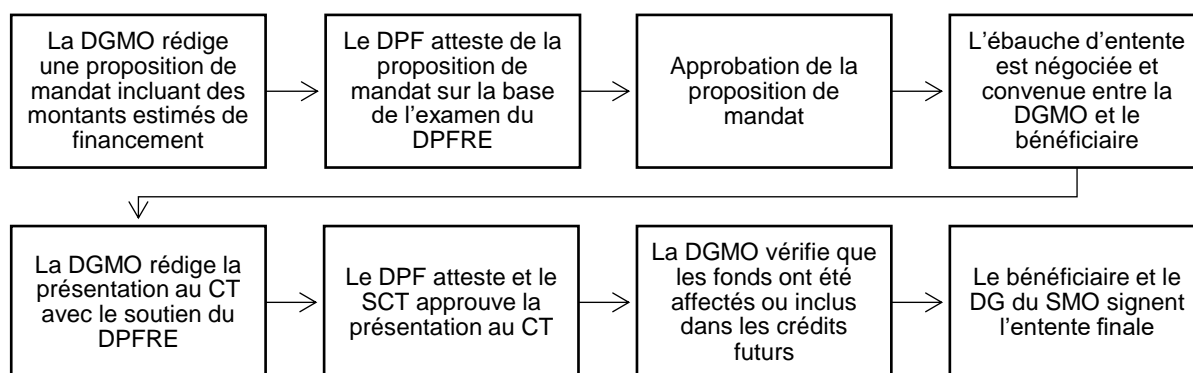 La DGMO rédige
une proposition de
mandat incluant des
montants estimés de
financement
Le DPF atteste de la
proposition de
mandat sur la base
de l’examen du
DPFRE
Approbation de la
proposition de
mandat
L’ébauche d’entente
est négociée et
convenue entre la
DGMO et le
bénéficiaire
La DGMO rédige la
présentation au CT
avec le soutien du
DPFRE
Le DPF atteste et le
SCT approuve la
présentation au CT
La DGMO vérifie que
les fonds ont été
affectés ou inclus
dans les crédits
futurs
Le bénéficiaire et le
DG du SMO signent
l’entente finale